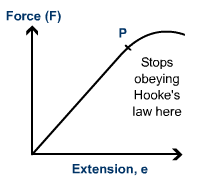 Force (F)
P
Stops
obeying
Hooke's
law here
Extension, e